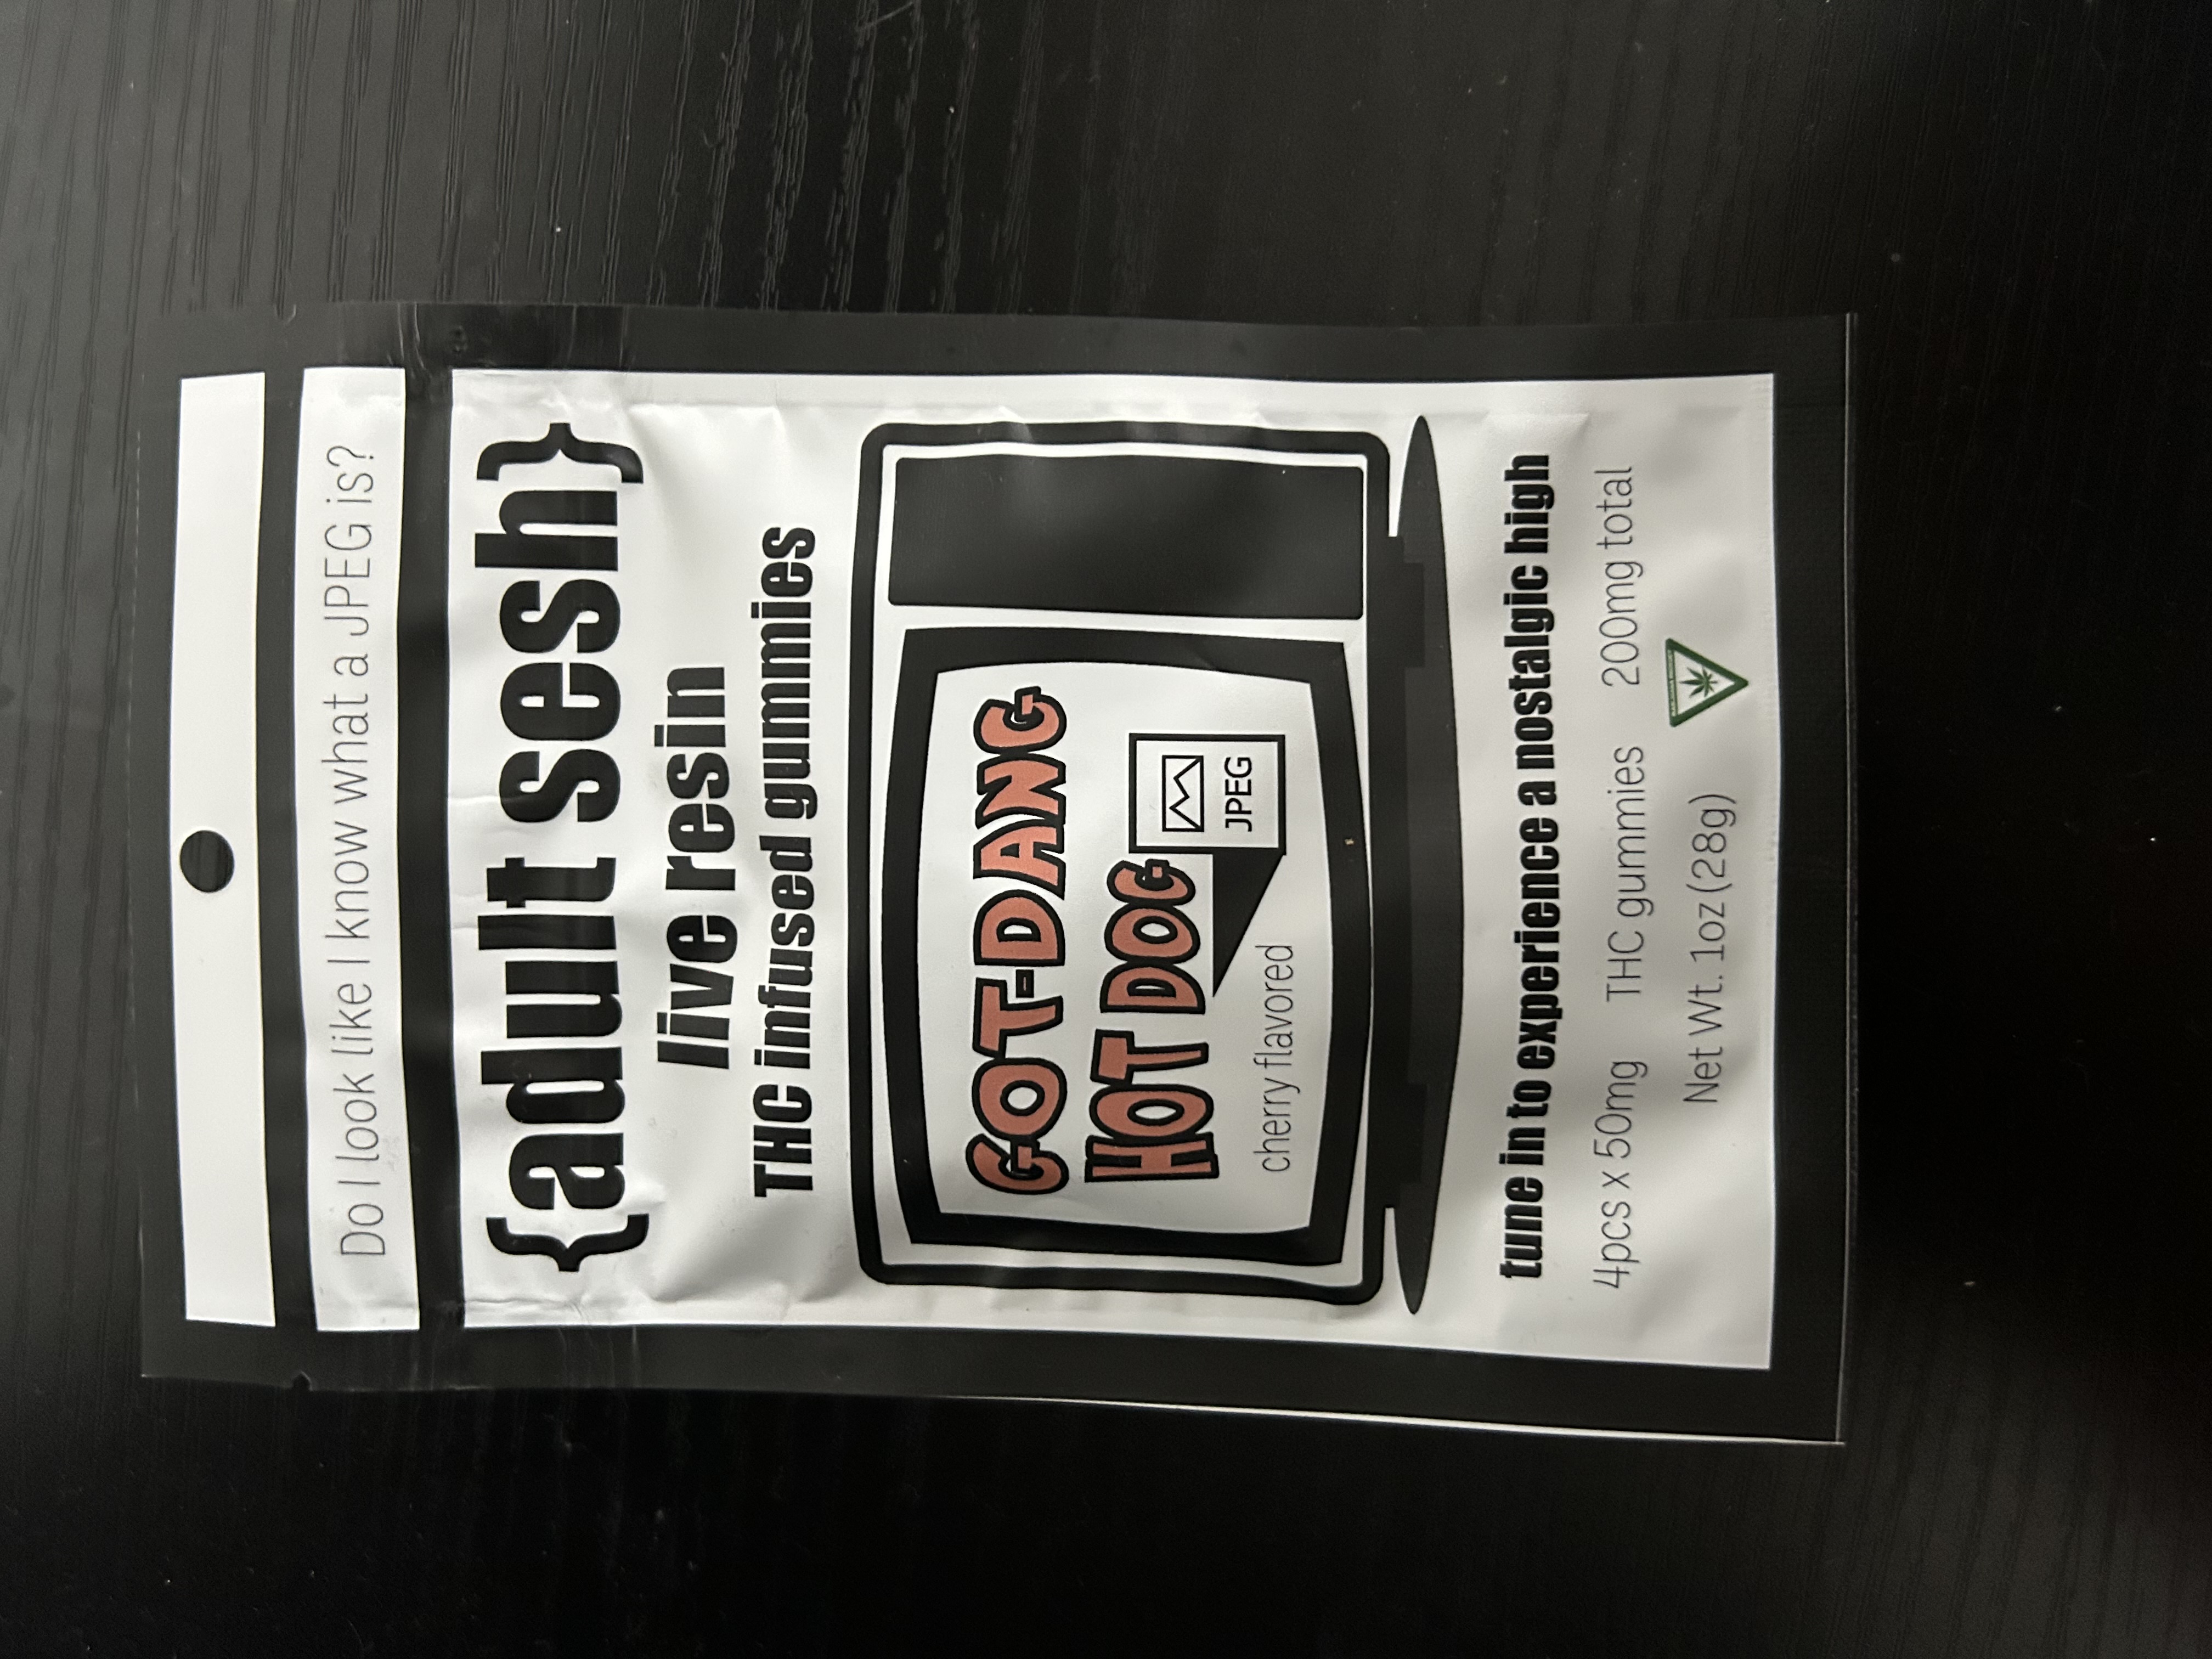 Do I look like I know what a JPEG is?
{adult sesh}
live resin
THC infused gummies
GOT-DANG
HOT DOG
JPEG
cherry flavored
tune in to experience a nostalgic high
4pcs x 50mg THC gummies 200mg total
Net Wt. 1oz (28g)